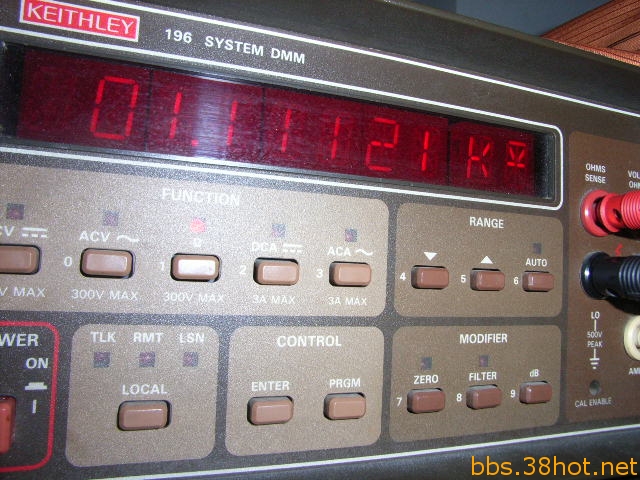 KEITHLEY
196 SYSTEM DMM
01.11121 K
FUNCTION
ACV
Ω
DCA
ACA
0
1
2
3
300V MAX
300V MAX
3A MAX
3A MAX
RANGE
AUTO
4
5
6
OHMS
SENSE
ON
TLK RMT LSN
LOCAL
CONTROL
ENTER
PRGM
MODIFIER
ZERO
FILTER
dB
7
8
9
LO
500V
PEAK
CAL ENABLE
bbs.38hot.net